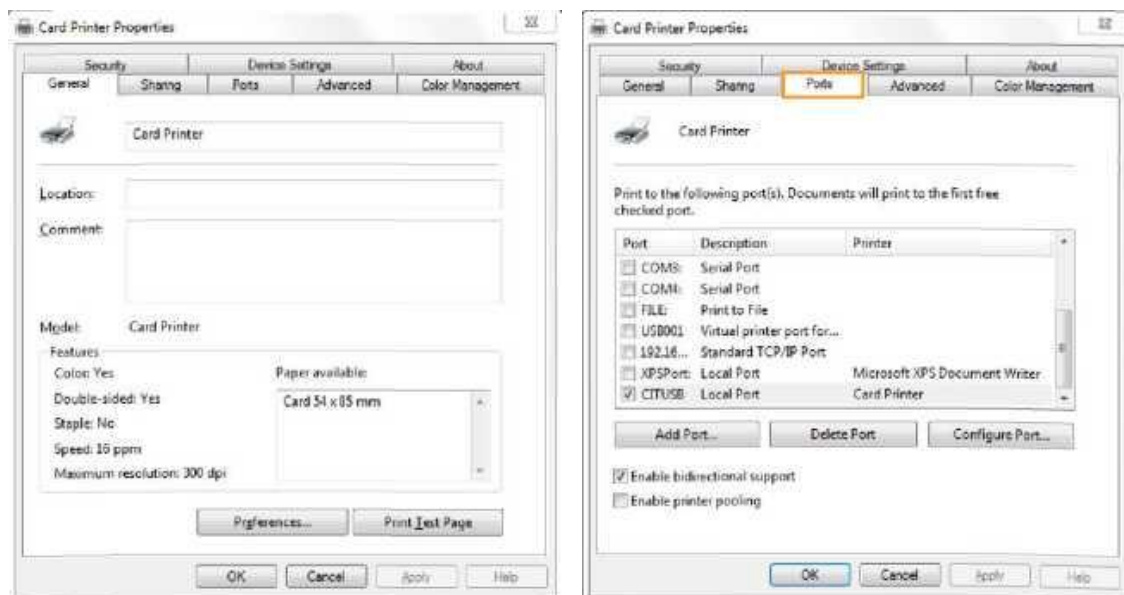 Card Printer Properties
Security Device Settings About
General Sharing Ports Advanced Color Management
Card Printer
Location:
Comment:
Model: Card Printer
Features
Color: Yes
Double-sided: Yes
Staple: No
Speed: 16 ppm
Maximum resolution: 300 dpi
Paper available:
Card 54 x 85 mm
Preferences... Print Test Page
OK Cancel Apply Help
Card Printer Properties
Security Device Settings About
General Sharing Ports Advanced Color Management
Card Printer
Print to the following port(s). Documents will print to the first free
checked port.
Port Description Printer
COM3: Serial Port
COM4: Serial Port
FILE: Print to File
USB001 Virtual printer port for...
192.16... Standard TCP/IP Port
XPSPort: Local Port Microsoft XPS Document Writer
CITUSB Local Port Card Printer
Add Port... Delete Port Configure Port...
Enable bidirectional support
Enable printer pooling
OK Cancel Apply Help